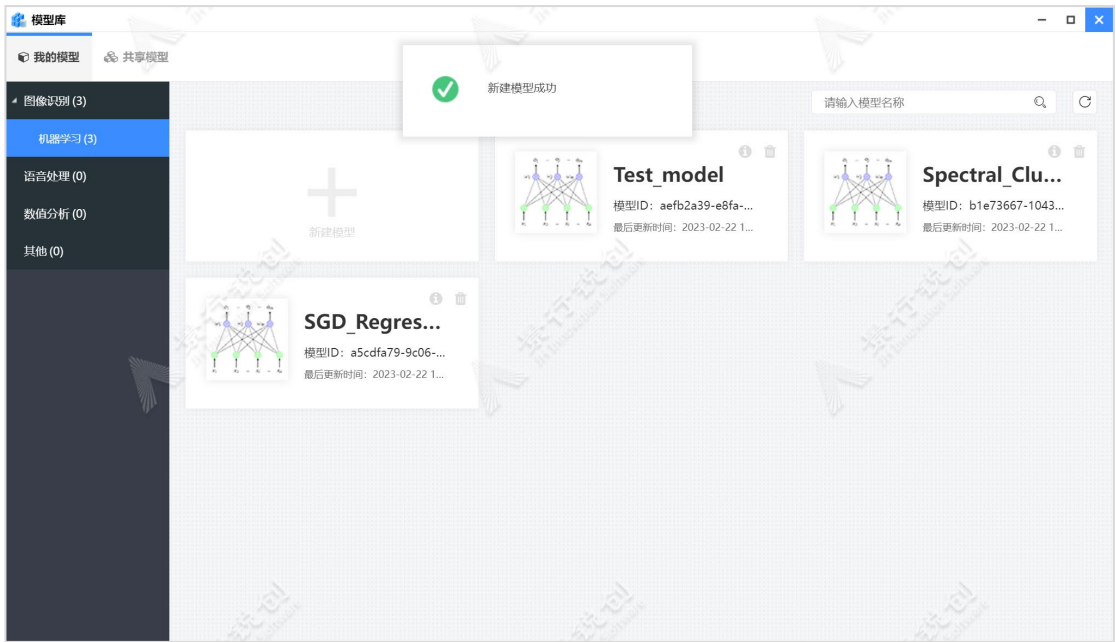 模型库
我的模型
共享模型
新建模型成功
图像识别 (3)
机器学习 (3)
语音处理 (0)
数值分析 (0)
其他 (0)
请输入模型名称
新建模型
Test_model
模型ID：aefb2a39-e8fa-...
最后更新时间：2023-02-22 1...
Spectral_Clu...
模型ID：b1e73667-1043...
最后更新时间：2023-02-22 1...
SGD_Regres...
模型ID：a5cdfa79-9c06-...
最后更新时间：2023-02-22 1...